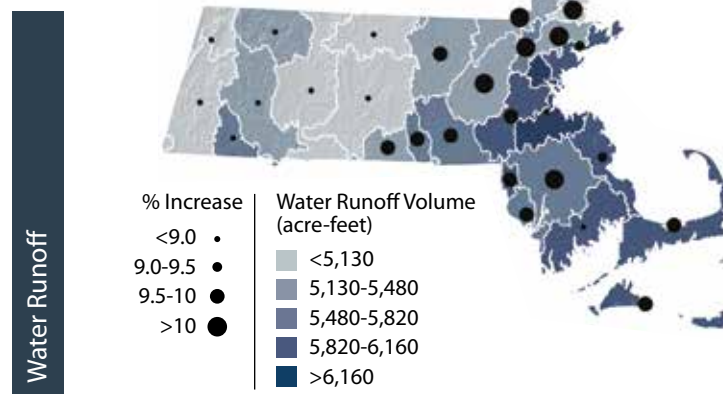 Water Runoff
% Increase
<9.0
9.0-9.5
9.5-10
>10
Water Runoff Volume
(acre-feet)
<5,130
5,130-5,480
5,480-5,820
5,820-6,160
>6,160